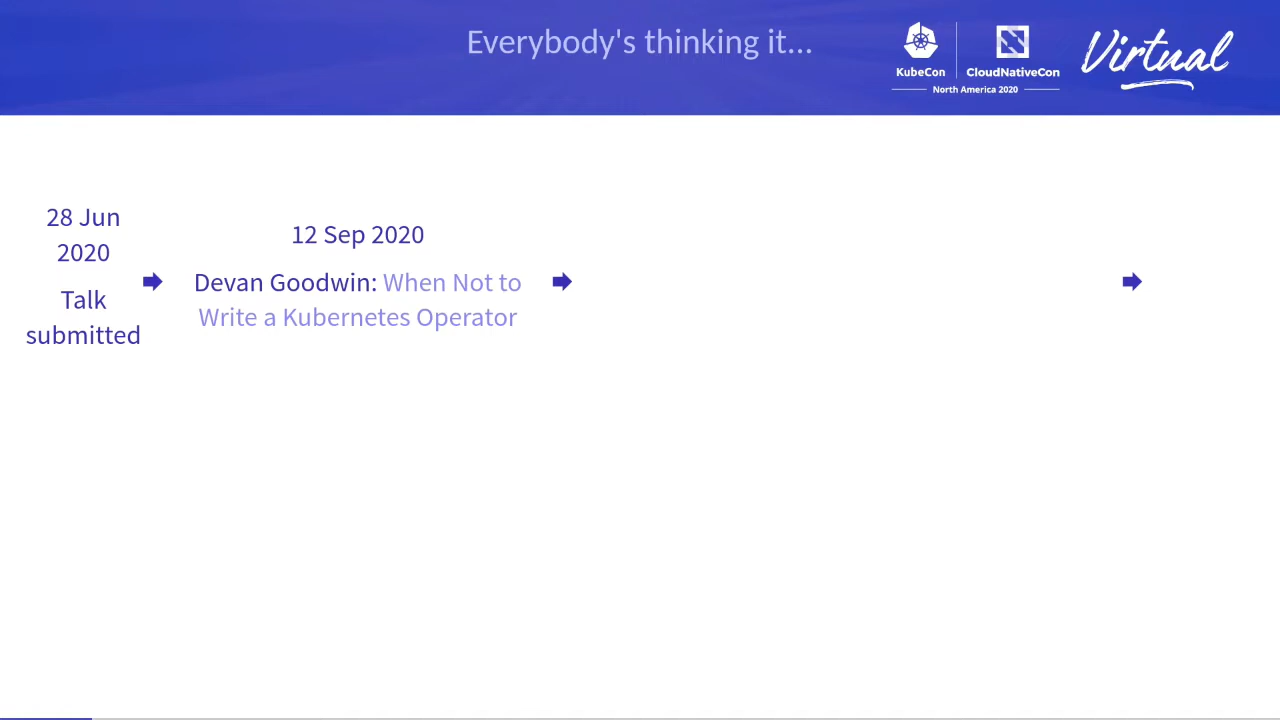 Everybody's thinking it...
KubeCon
CloudNativeCon
North America 2020
Virtual
28 Jun
2020
Talk
submitted
12 Sep 2020
Devan Goodwin: When Not to
Write a Kubernetes Operator